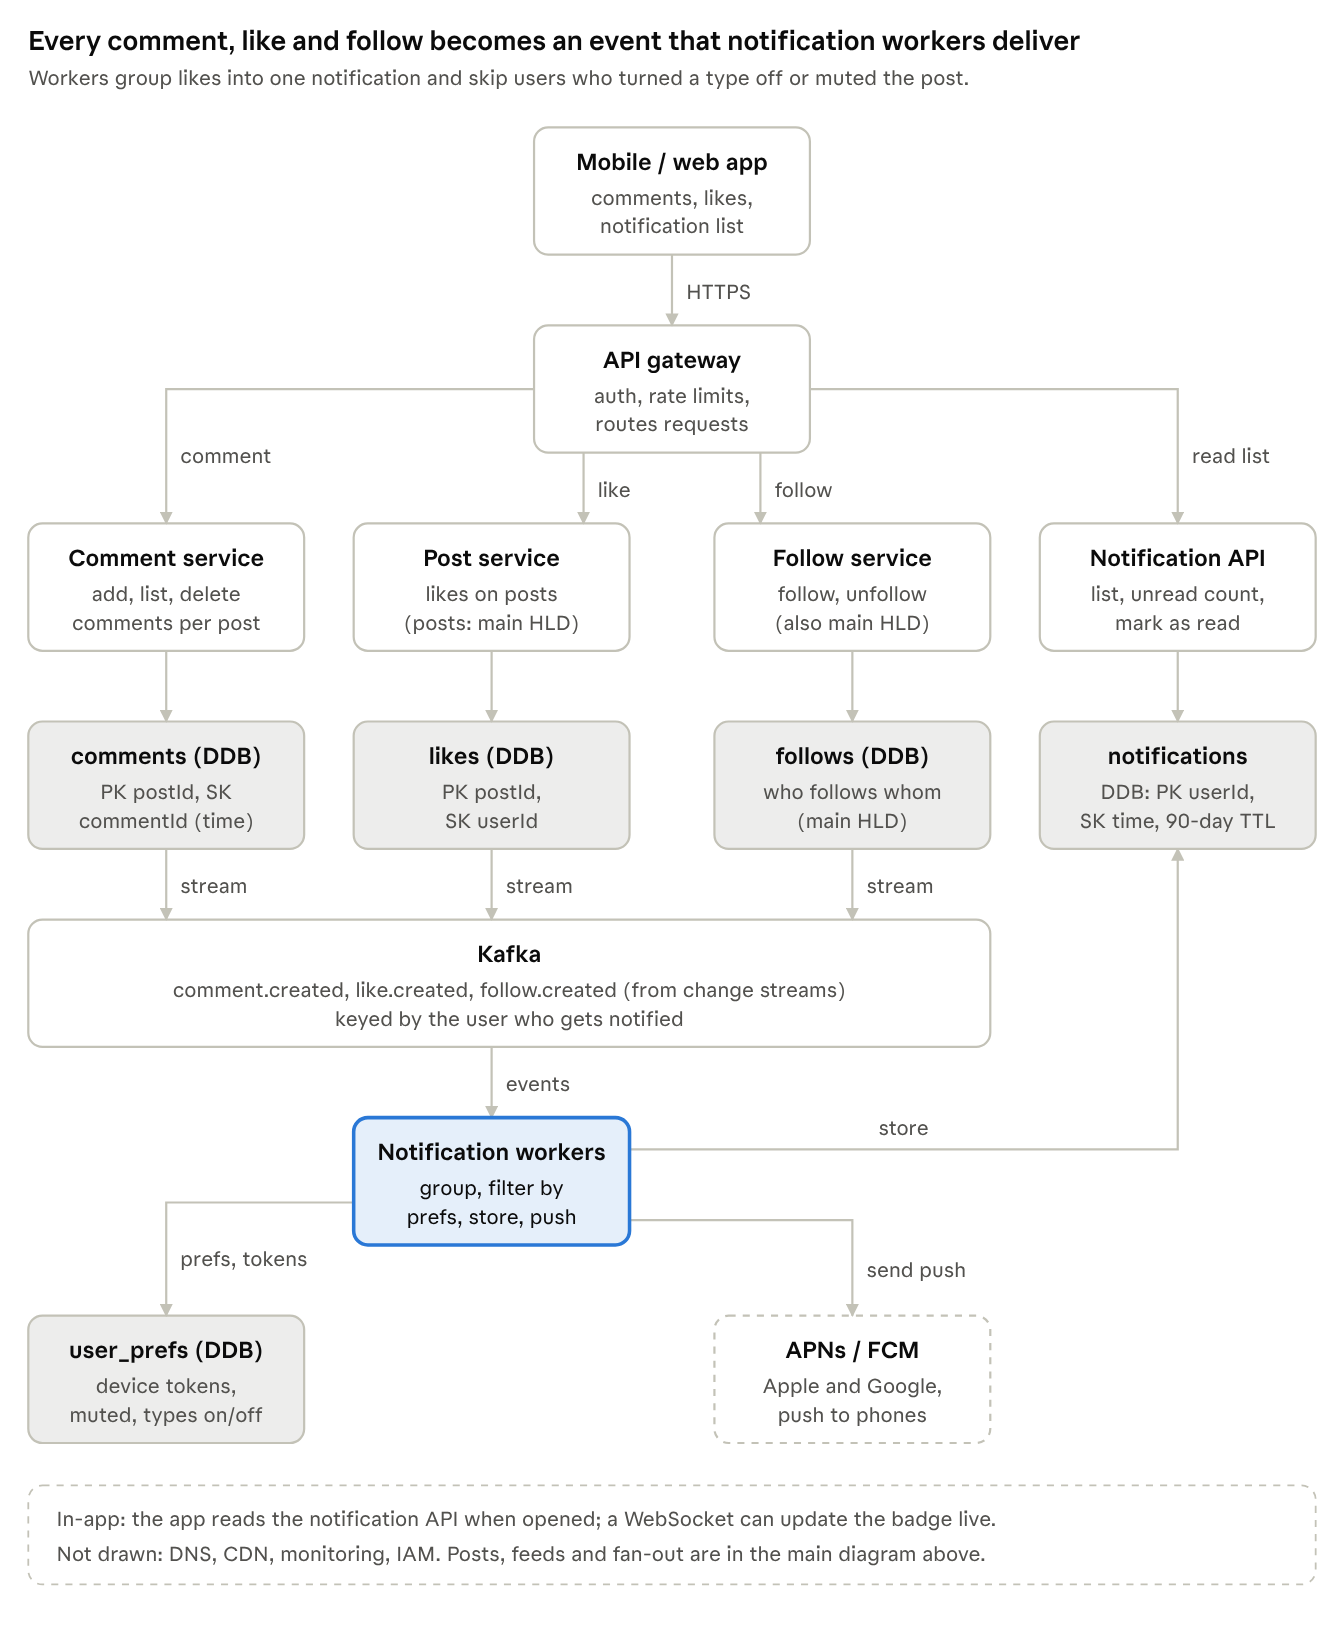 Every comment, like and follow becomes an event that notification workers deliver
Workers group likes into one notification and skip users who turned a type off or muted the post.
Mobile / web app
comments, likes,
notification list
HTTPS
API gateway
auth, rate limits,
routes requests
comment
like
follow
read list
Comment service
add, list, delete
comments per post
Post service
likes on posts
(posts: main HLD)
Follow service
follow, unfollow
(also main HLD)
Notification API
list, unread count,
mark as read
comments (DDB)
PK postId, SK
commentId (time)
likes (DDB)
PK postId,
SK userId
follows (DDB)
who follows whom
(main HLD)
notifications
DDB: PK userId,
SK time, 90-day TTL
stream
stream
stream
Kafka
comment.created, like.created, follow.created (from change streams)
keyed by the user who gets notified
events
Notification workers
group, filter by
prefs, store, push
store
prefs, tokens
send push
user_prefs (DDB)
device tokens,
muted, types on/off
APNs / FCM
Apple and Google,
push to phones
In-app: the app reads the notification API when opened; a WebSocket can update the badge live.
Not drawn: DNS, CDN, monitoring, IAM. Posts, feeds and fan-out are in the main diagram above.